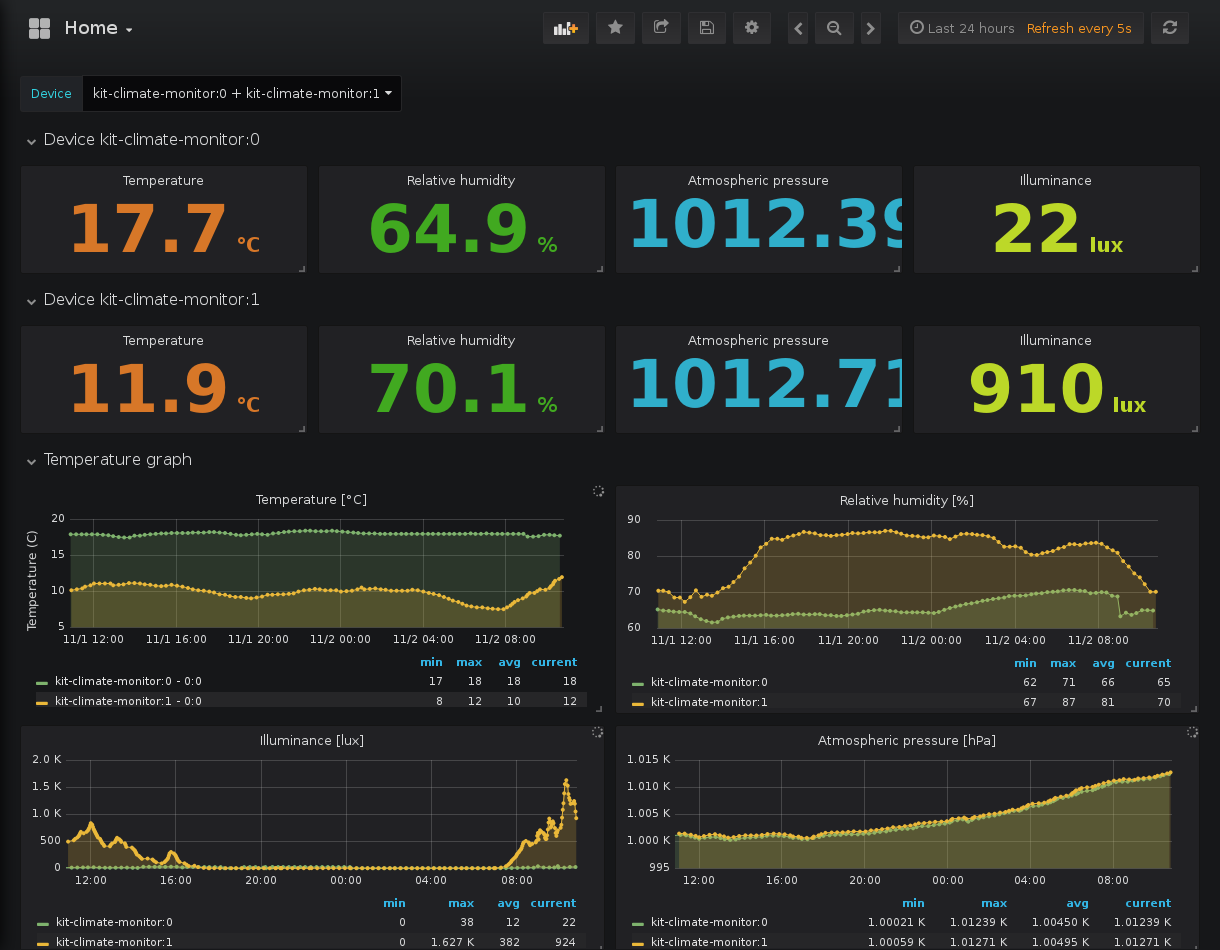 Home
Last 24 hours Refresh every 5s
Device kit-climate-monitor:0 + kit-climate-monitor:1
Device kit-climate-monitor:0
Temperature Relative humidity Atmospheric pressure Illuminance
17.7 °C 64.9 % 1012.39 22 lux
Device kit-climate-monitor:1
Temperature Relative humidity Atmospheric pressure Illuminance
11.9 °C 70.1 % 1012.71 910 lux
Temperature graph
Temperature [°C]
Temperature (C)
20
15
10
5
11/1 12:00 11/1 16:00 11/1 20:00 11/2 00:00 11/2 04:00 11/2 08:00
min max avg current
kit-climate-monitor:0 - 0:0 17 18 18 18
kit-climate-monitor:1 - 0:0 8 12 10 12
Relative humidity [%]
90
80
70
60
11/1 12:00 11/1 16:00 11/1 20:00 11/2 00:00 11/2 04:00 11/2 08:00
min max avg current
kit-climate-monitor:0 62 71 66 65
kit-climate-monitor:1 67 87 81 70
Illuminance [lux]
2.0 K
1.5 K
1.0 K
500
0
12:00 16:00 20:00 00:00 04:00 08:00
min max avg current
kit-climate-monitor:0 0 38 12 22
kit-climate-monitor:1 0 1.627 K 382 924
Atmospheric pressure [hPa]
1.015 K
1.010 K
1.005 K
1.000 K
995
12:00 16:00 20:00 00:00 04:00 08:00
min max avg current
kit-climate-monitor:0 1.00021 K 1.01239 K 1.00450 K 1.01239 K
kit-climate-monitor:1 1.00059 K 1.01271 K 1.00495 K 1.01271 K